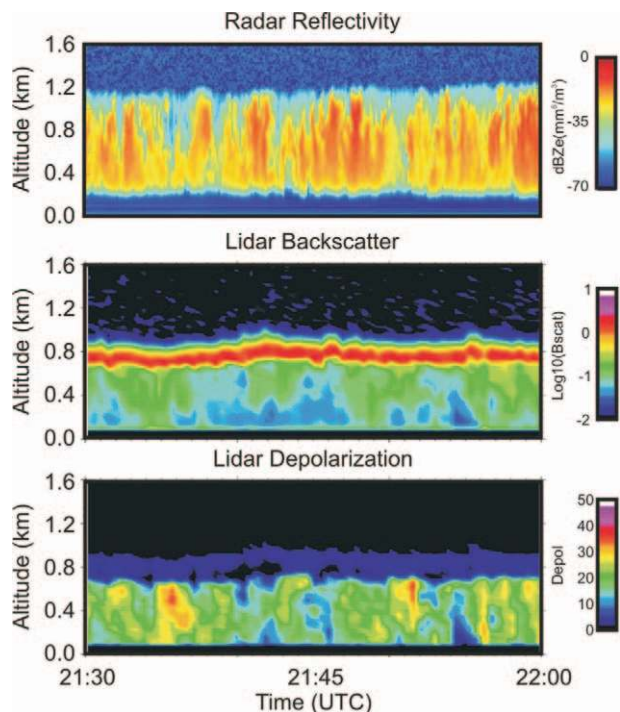 Radar Reflectivity
1.6
1.2
0.8
0.4
0.0
Altitude (km)
0
-35
-70
dBZe(mm⁶/m³)
Lidar Backscatter
1.6
1.2
0.8
0.4
0.0
Altitude (km)
1
0
-1
-2
Log10(Bscat)
Lidar Depolarization
1.6
1.2
0.8
0.4
0.0
Altitude (km)
50
40
30
20
10
0
Depol
21:30 21:45 22:00
Time (UTC)